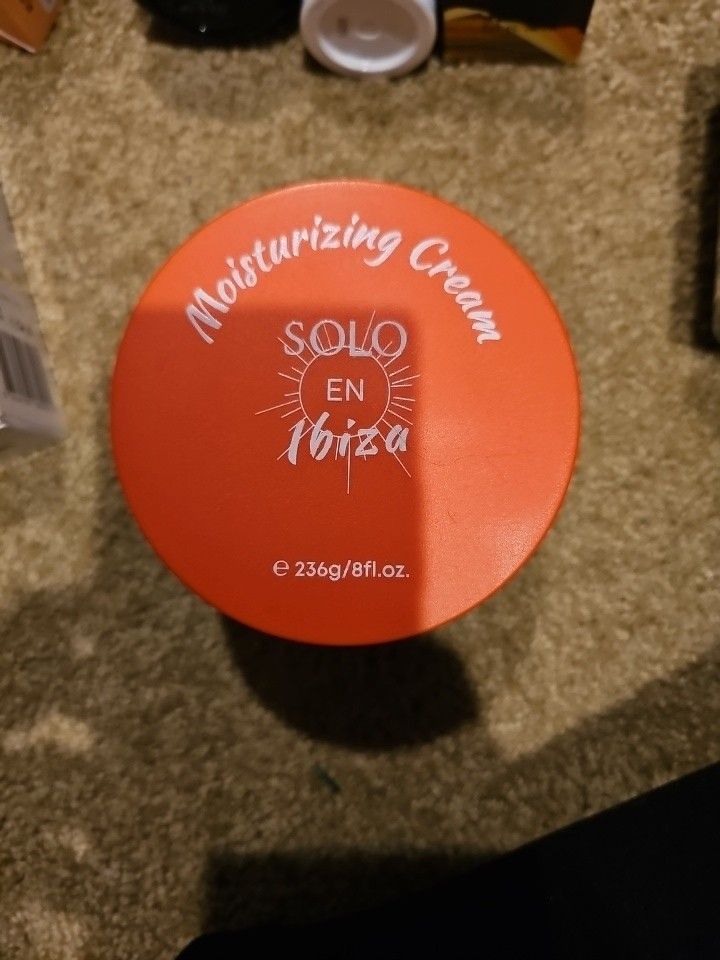 Moisturizing Cream
SOLO
EN
Ibiza
℮ 236g/8fl.oz.